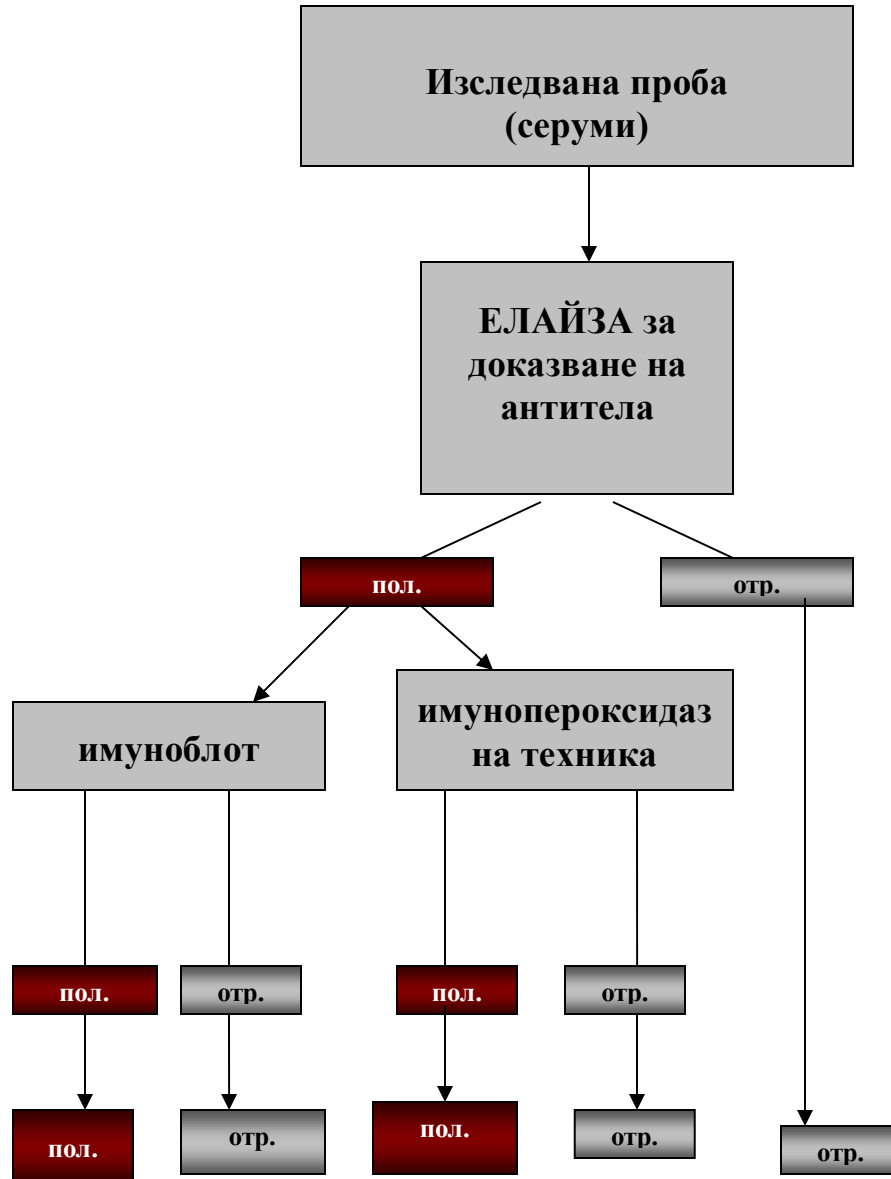 Изследвана проба
(серуми)
ЕЛАЙЗА за
доказване на
антитела
пол.
отр.
имуноблот
имунопероксидаз
на техника
пол.
отр.
пол.
отр.
пол.
отр.
пол.
отр.
отр.